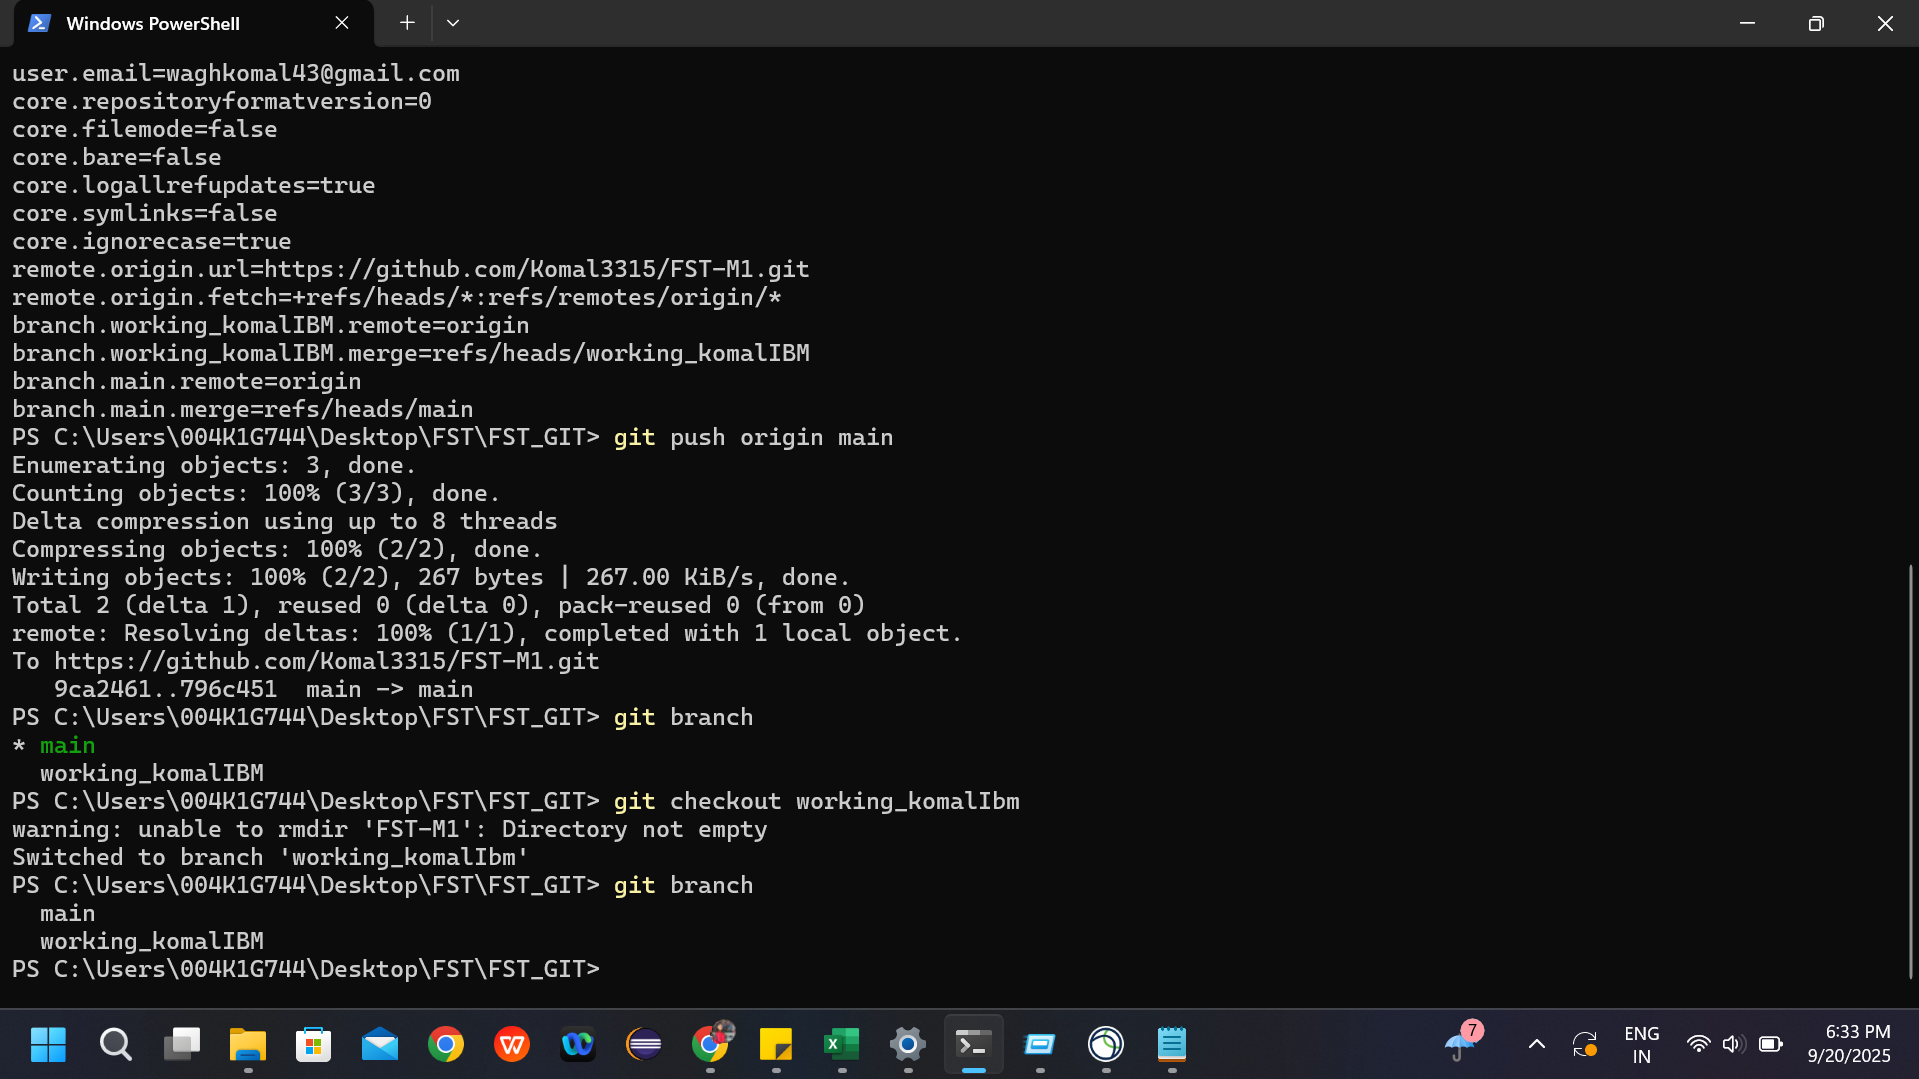 Windows PowerShell
user.email=waghkomal43@gmail.com
core.repositoryformatversion=0
core.filemode=false
core.bare=false
core.logallrefupdates=true
core.symlinks=false
core.ignorecase=true
remote.origin.url=https://github.com/Komal3315/FST-M1.git
remote.origin.fetch=+refs/heads/*:refs/remotes/origin/*
branch.working_komalIBM.remote=origin
branch.working_komalIBM.merge=refs/heads/working_komalIBM
branch.main.remote=origin
branch.main.merge=refs/heads/main
PS C:\Users\004K1G744\Desktop\FST\FST_GIT> git push origin main
Enumerating objects: 3, done.
Counting objects: 100% (3/3), done.
Delta compression using up to 8 threads
Compressing objects: 100% (2/2), done.
Writing objects: 100% (2/2), 267 bytes | 267.00 KiB/s, done.
Total 2 (delta 1), reused 0 (delta 0), pack-reused 0 (from 0)
remote: Resolving deltas: 100% (1/1), completed with 1 local object.
To https://github.com/Komal3315/FST-M1.git
   9ca2461..796c451  main -> main
PS C:\Users\004K1G744\Desktop\FST\FST_GIT> git branch
* main
  working_komalIBM
PS C:\Users\004K1G744\Desktop\FST\FST_GIT> git checkout working_komalIbm
warning: unable to rmdir 'FST-M1': Directory not empty
Switched to branch 'working_komalIbm'
PS C:\Users\004K1G744\Desktop\FST\FST_GIT> git branch
  main
  working_komalIBM
PS C:\Users\004K1G744\Desktop\FST\FST_GIT>
7
ENG
IN
6:33 PM
9/20/2025